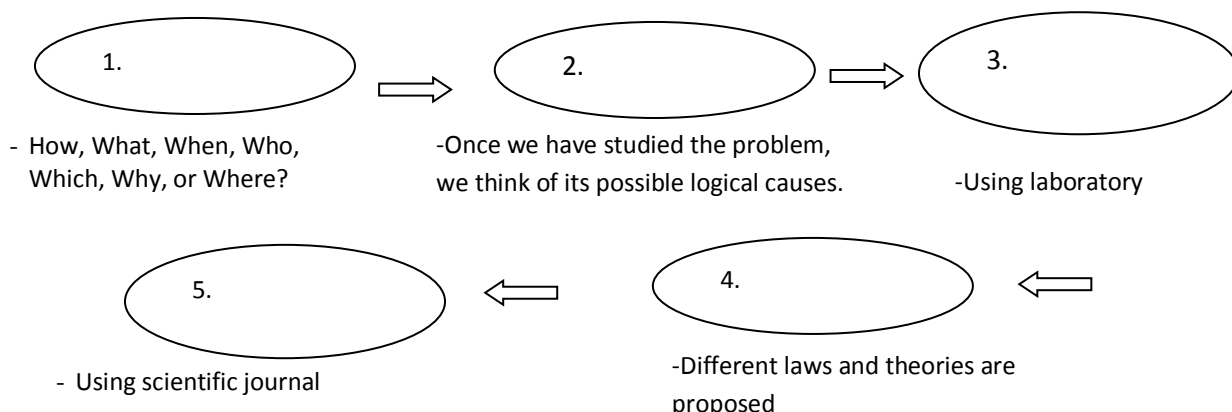 1.
2.
3.
- How, What, When, Who,
Which, Why, or Where?
-Once we have studied the problem,
we think of its possible logical causes.
-Using laboratory
5.
4.
- Using scientific journal
-Different laws and theories are
proposed